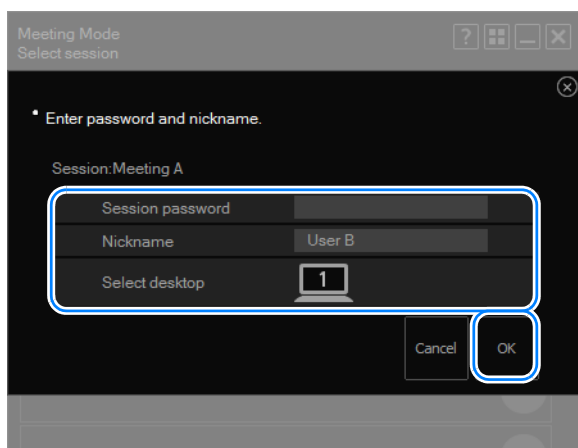 Meeting Mode
Select session
?
Enter password and nickname.
Session:Meeting A
Session password
Nickname User B
Select desktop 1
Cancel OK